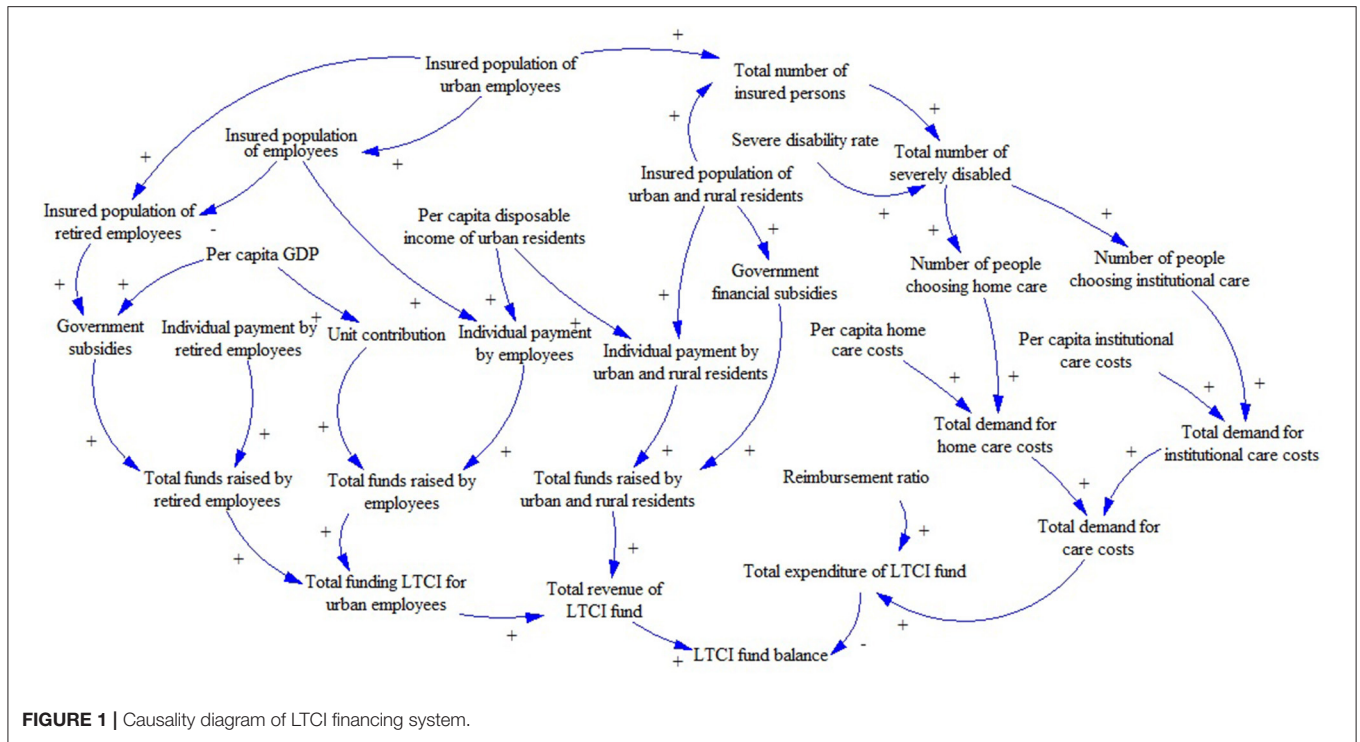 +
Insured population of
urban employees
Total number of
insured persons
+
+
Insured population
of employees
+
+
Severe disability rate
Total number of
severely disabled
Insured population of
urban and rural residents
Insured population of
retired employees
-
Per capita disposable
income of urban residents
+
+
+
+
Per capita GDP
Government
financial subsidies
Number of people
choosing home care
Number of people
choosing institutional care
+
+
+
+
+
+
+
Government
subsidies
Individual payment by
retired employees
Unit contribution
Individual payment
by employees
Individual payment by
urban and rural residents
Per capita home
care costs
Per capita institutional
care costs
+
+
+
+
Total demand for
home care costs
Total demand for
institutional care costs
+
+
+
+
+
+
+
Total funds raised by
retired employees
Total funds raised by
employees
Total funds raised by
urban and rural residents
Reimbursement ratio
+
Total demand for
care costs
+
+
+
+
Total funding LTCI for
urban employees
Total revenue of
LTCI fund
Total expenditure of LTCI fund
+
+
+
LTCI fund balance
-
FIGURE 1 | Causality diagram of LTCI financing system.